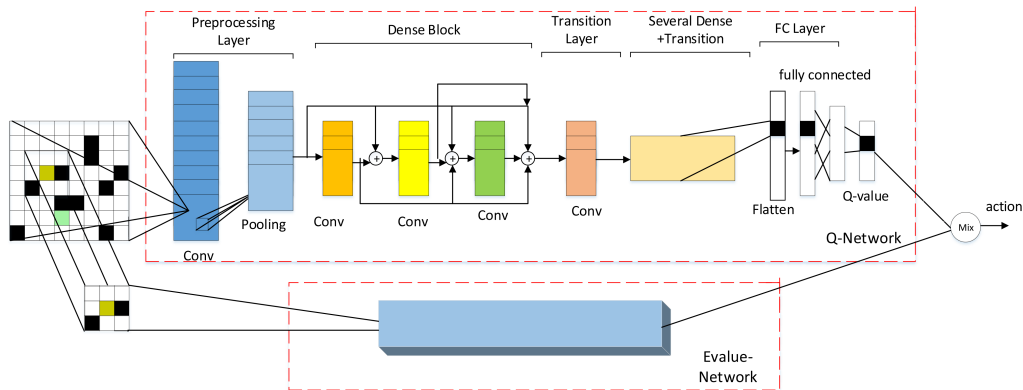 Preprocessing
Layer
Dense Block
Transition
Layer
Several Dense
+Transition
FC Layer
fully connected
+
+
+
Conv
Conv
Conv
Conv
Pooling
Conv
Flatten
Q-value
Q-Network
Mix
action
Evalue-
Network